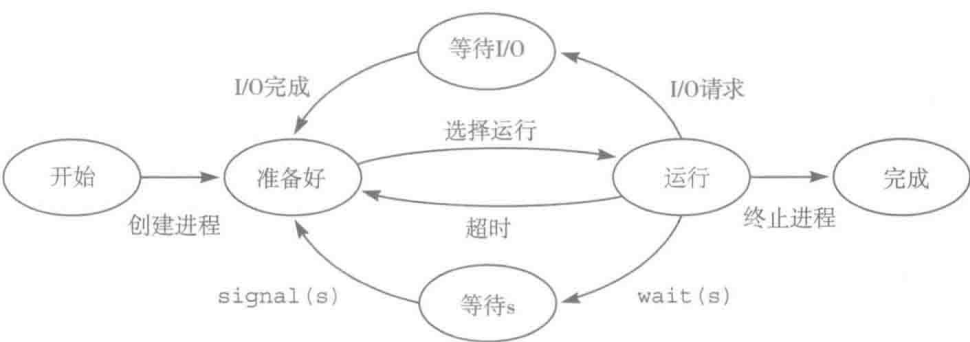 等待I/O
I/O完成
I/O请求
选择运行
开始
准备好
运行
完成
创建进程
超时
终止进程
signal(s)
等待s
wait(s)